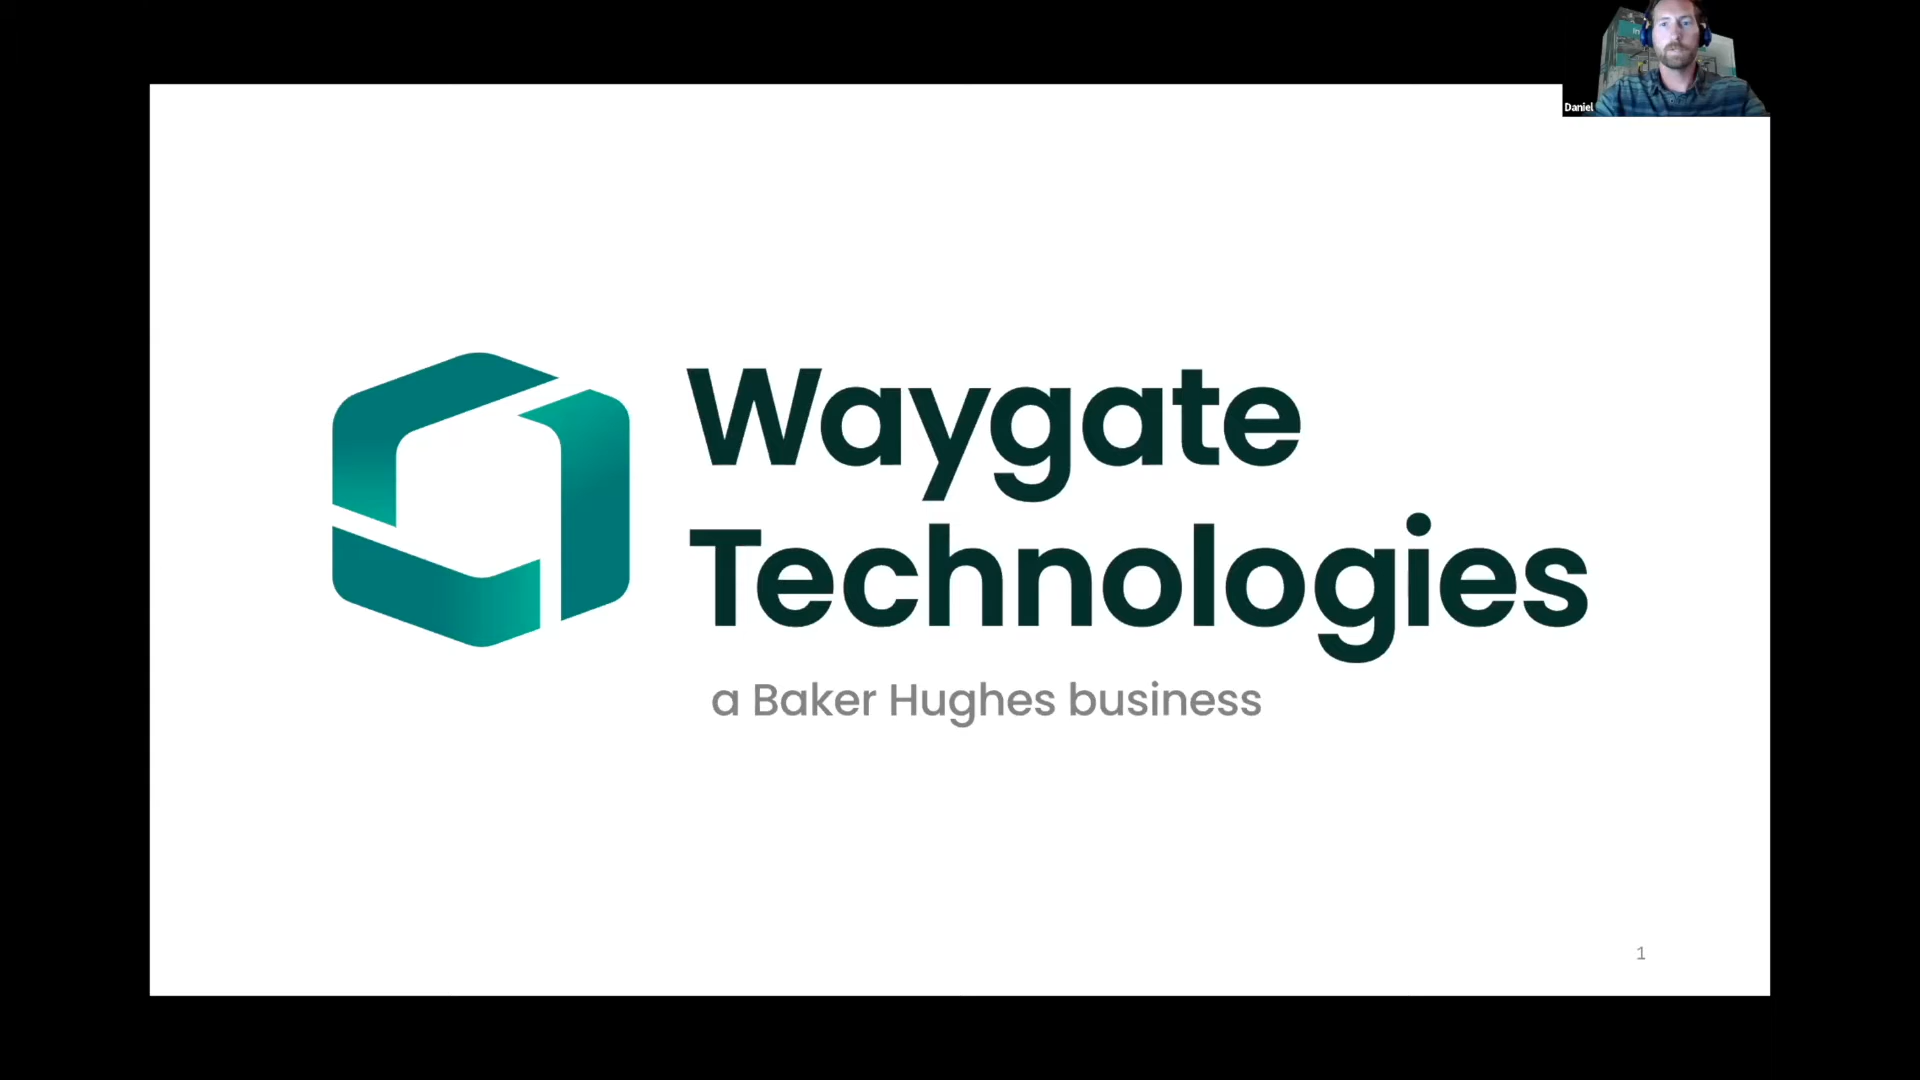 Daniel
Waygate
Technologies
a Baker Hughes business
1